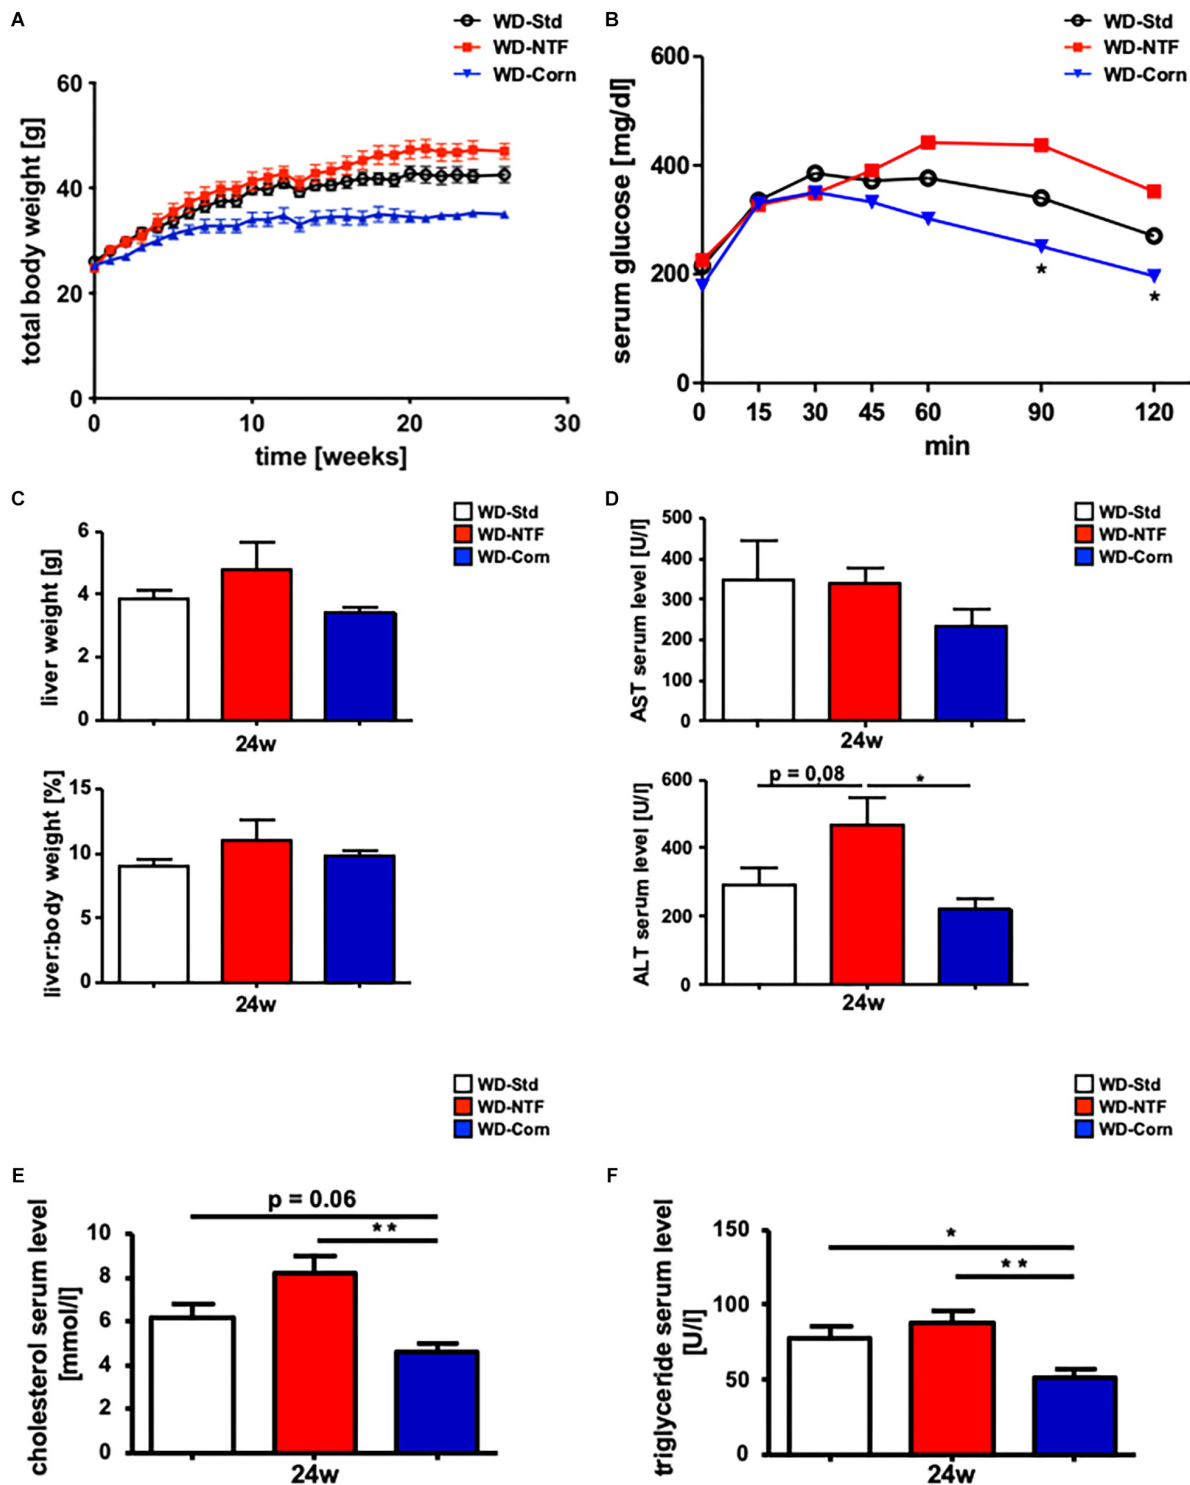 A
WD-Std
WD-NTF
WD-Corn
total body weight [g]
60
40
20
0
0 10 20 30
time [weeks]
B
WD-Std
WD-NTF
WD-Corn
serum glucose [mg/dl]
600
400
200
0
*
*
0 15 30 45 60 90 120
min
C
WD-Std
WD-NTF
WD-Corn
liver weight [g]
6
4
2
0
24w
liver:body weight [%]
15
10
5
0
24w
D
WD-Std
WD-NTF
WD-Corn
AST serum level [U/l]
500
400
300
200
100
0
24w
ALT serum level [U/l]
p = 0,08
*
600
400
200
0
24w
WD-Std
WD-NTF
WD-Corn
E
cholesterol serum level
[mmol/l]
p = 0.06
**
10
8
6
4
2
0
24w
WD-Std
WD-NTF
WD-Corn
F
triglyceride serum level
[U/l]
*
**
150
100
50
0
24w